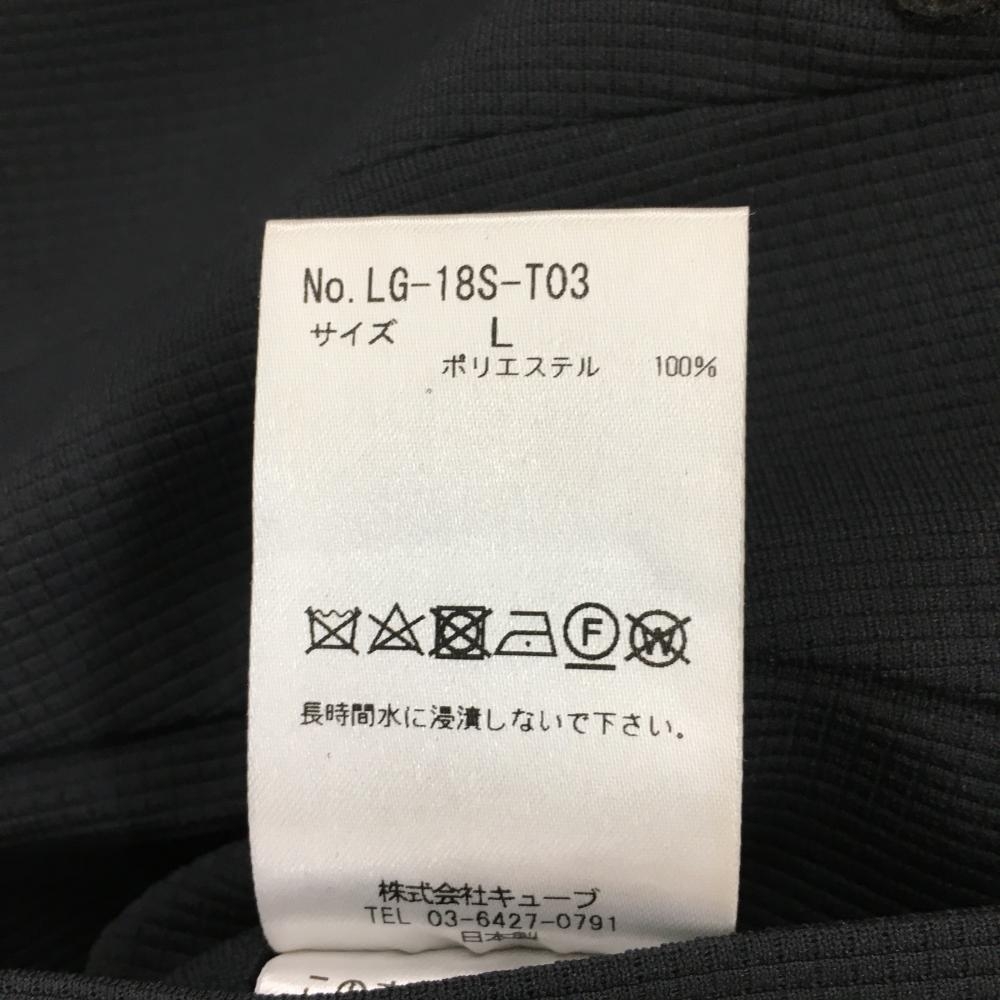 No. LG-18S-T03
サイズ L
ポリエステル 100%
F W
長時間水に浸漬しないで下さい。
株式会社キューブ
TEL 03-6427-0791
日本製